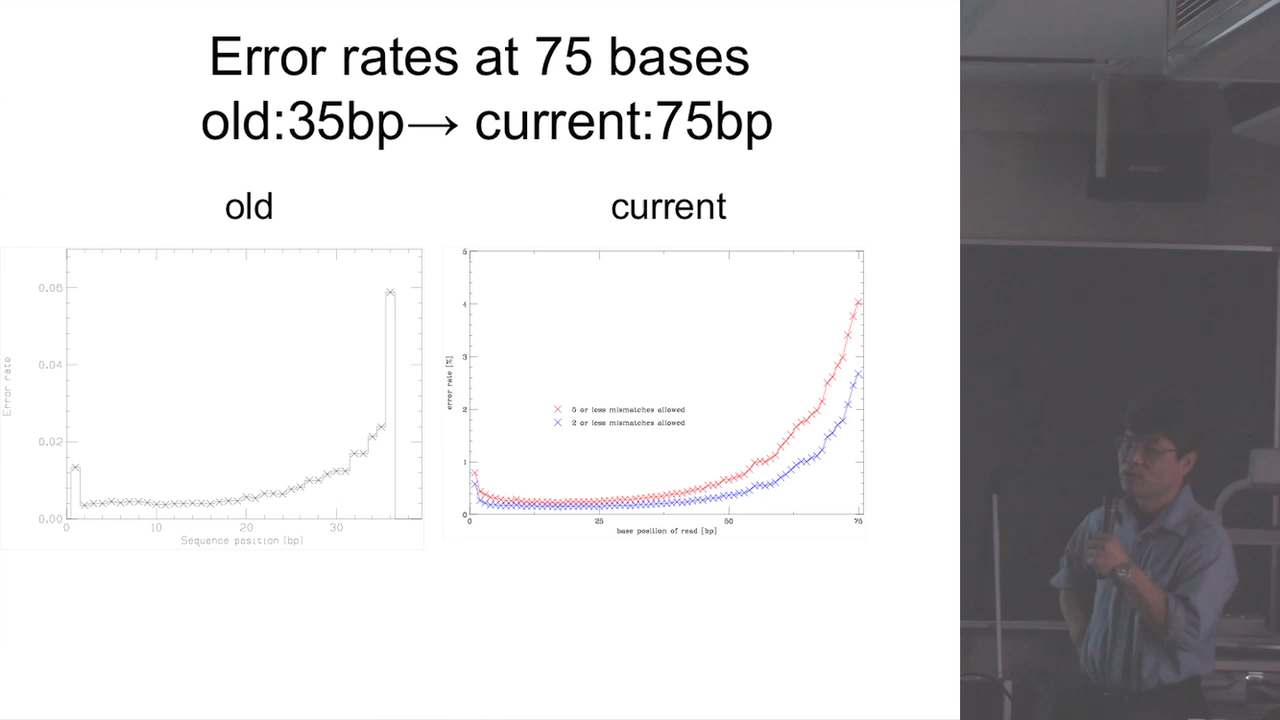 Error rates at 75 bases
old:35bp→ current:75bp
old
current
0.06
0.04
0.02
0.00
0
10
20
30
Error rate
Sequence position (bp)
5
4
3
2
1
0
0
25
50
75
error rate [%]
5 or less mismatches allowed
2 or less mismatches allowed
base position of read [bp]